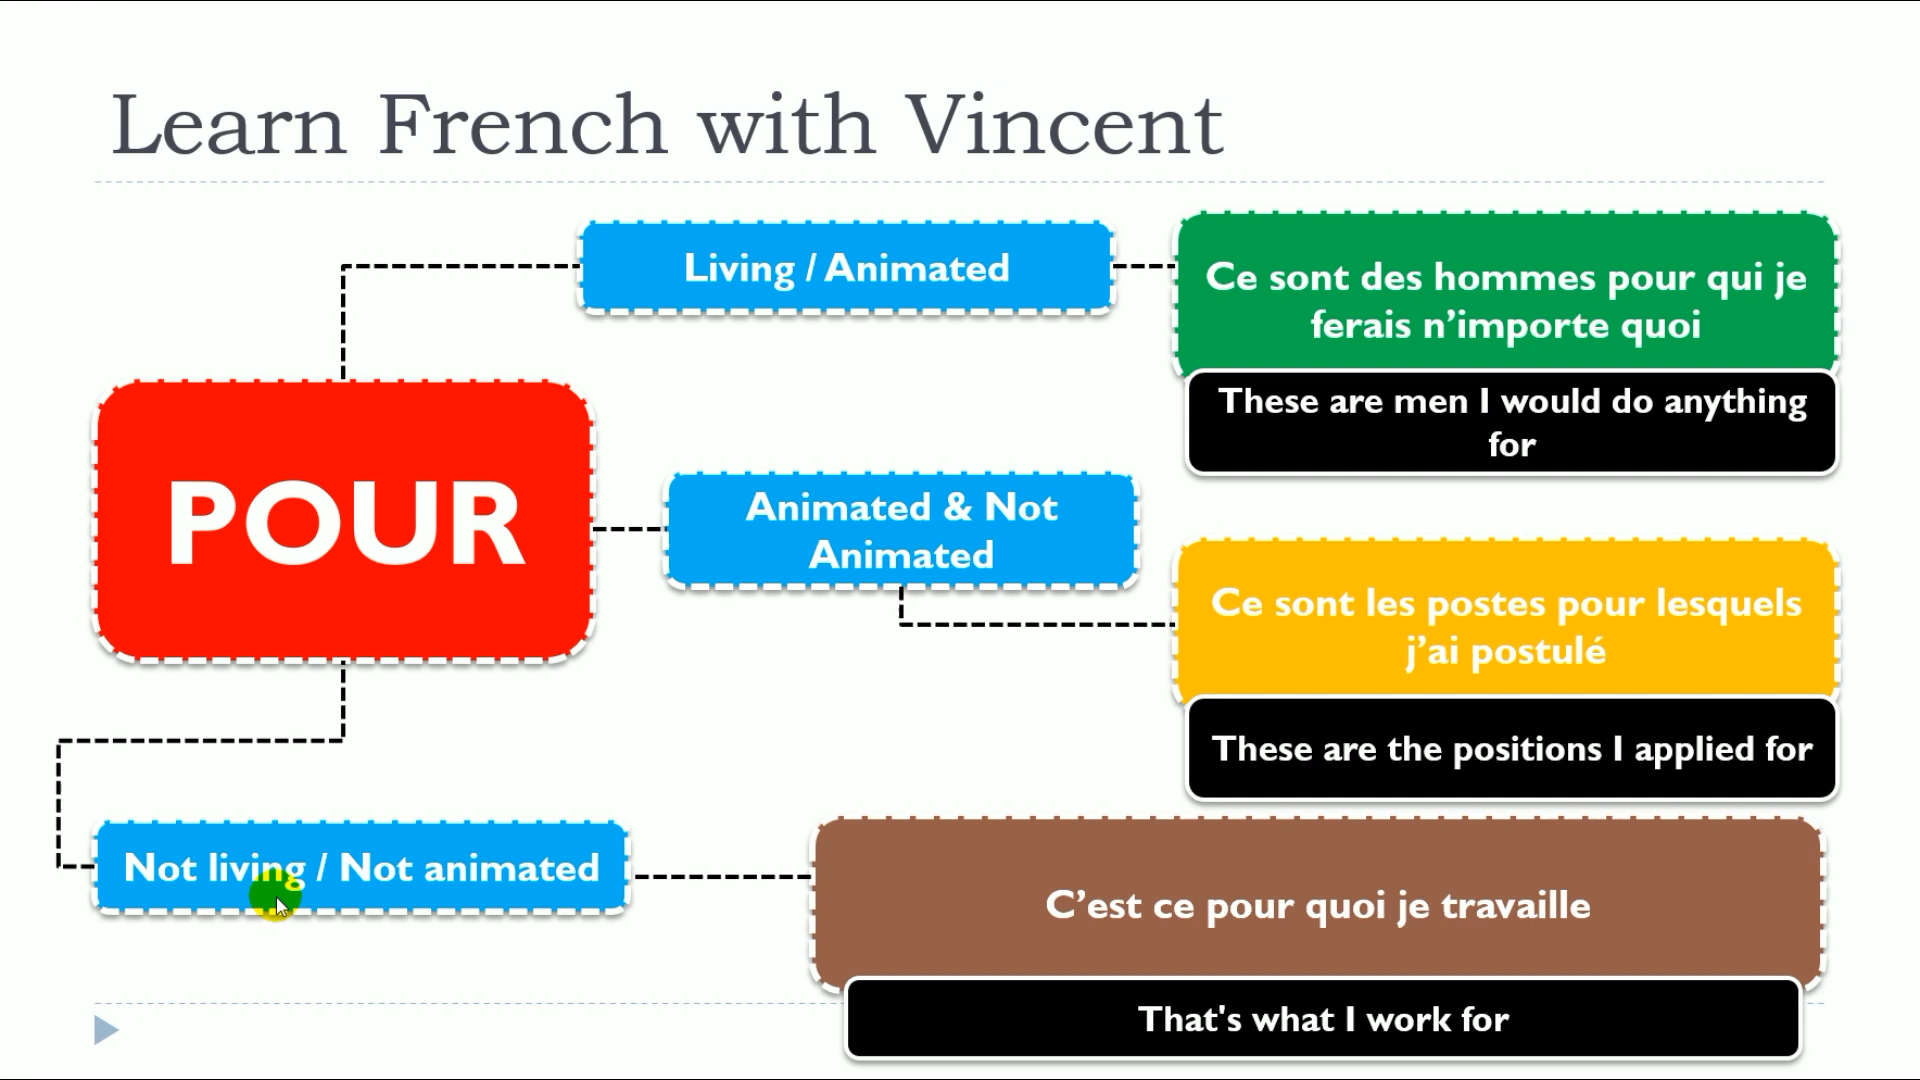 Learn French with Vincent
Living / Animated
Ce sont des hommes pour qui je
ferais n’importe quoi
These are men I would do anything
for
POUR
Animated & Not
Animated
Ce sont les postes pour lesquels
j’ai postulé
These are the positions I applied for
Not living / Not animated
C’est ce pour quoi je travaille
That's what I work for